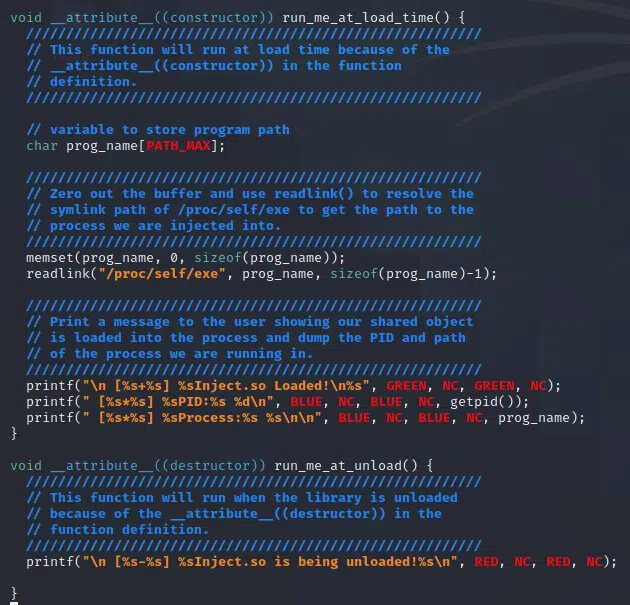 void __attribute__((constructor)) run_me_at_load_time() {
//////////////////////////////////////////////////////////
// This function will run at load time because of the
// __attribute__((constructor)) in the function
// definition.
//////////////////////////////////////////////////////////
// variable to store program path
char prog_name[PATH_MAX];
//////////////////////////////////////////////////////////
// Zero out the buffer and use readlink() to resolve the
// symlink path of /proc/self/exe to get the path to the
// process we are injected into.
//////////////////////////////////////////////////////////
memset(prog_name, 0, sizeof(prog_name));
readlink("/proc/self/exe", prog_name, sizeof(prog_name)-1);
//////////////////////////////////////////////////////////
// Print a message to the user showing our shared object
// is loaded into the process and dump the PID and path
// of the process we are running in.
//////////////////////////////////////////////////////////
printf("\n [%s+%s] %sInject.so Loaded!\n%s", GREEN, NC, GREEN, NC);
printf(" [%s*%s] %sPID:%s %d\n", BLUE, NC, BLUE, NC, getpid());
printf(" [%s*%s] %sProcess:%s %s\n\n", BLUE, NC, BLUE, NC, prog_name);
}
void __attribute__((destructor)) run_me_at_unload() {
//////////////////////////////////////////////////////////
// This function will run when the library is unloaded
// because of the __attribute__((destructor)) in the
// function definition.
//////////////////////////////////////////////////////////
printf("\n [%s-%s] %sInject.so is being unloaded!%s\n", RED, NC, RED, NC);
}